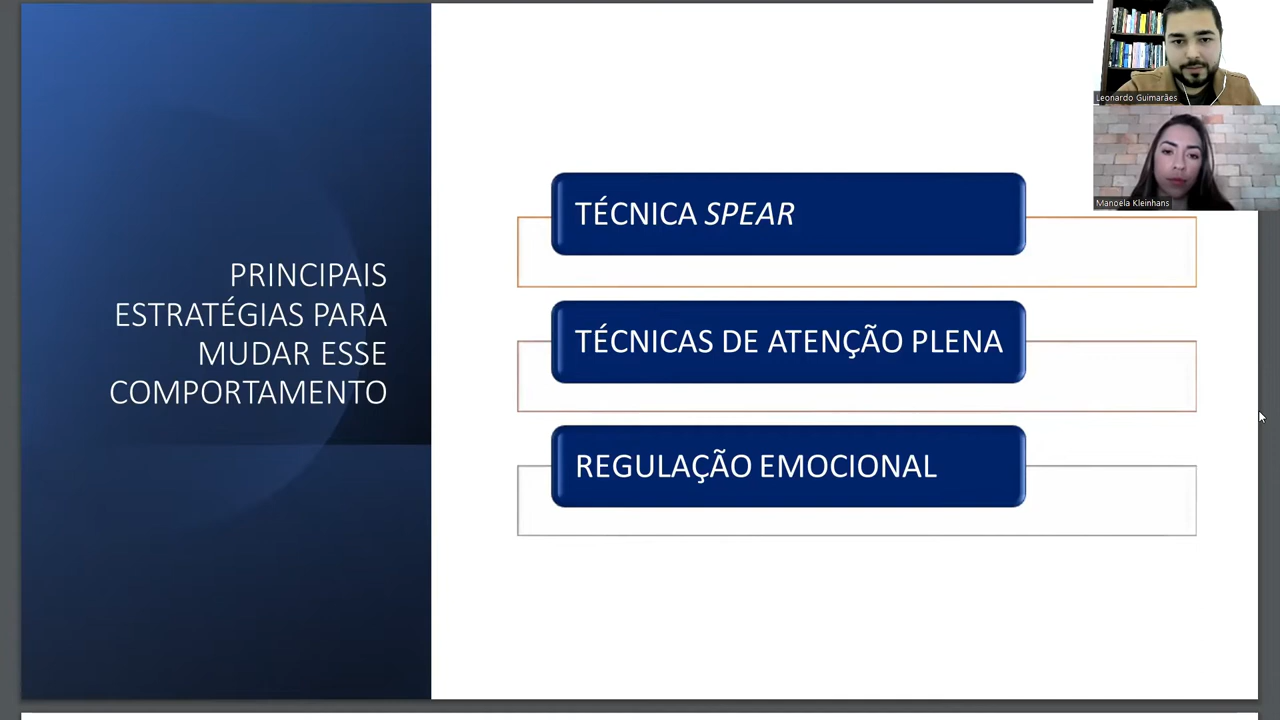 PRINCIPAIS
ESTRATÉGIAS PARA
MUDAR ESSE
COMPORTAMENTO
TÉCNICA SPEAR
TÉCNICAS DE ATENÇÃO PLENA
REGULAÇÃO EMOCIONAL
Leonardo Guimarães
Manoela Kleinhans